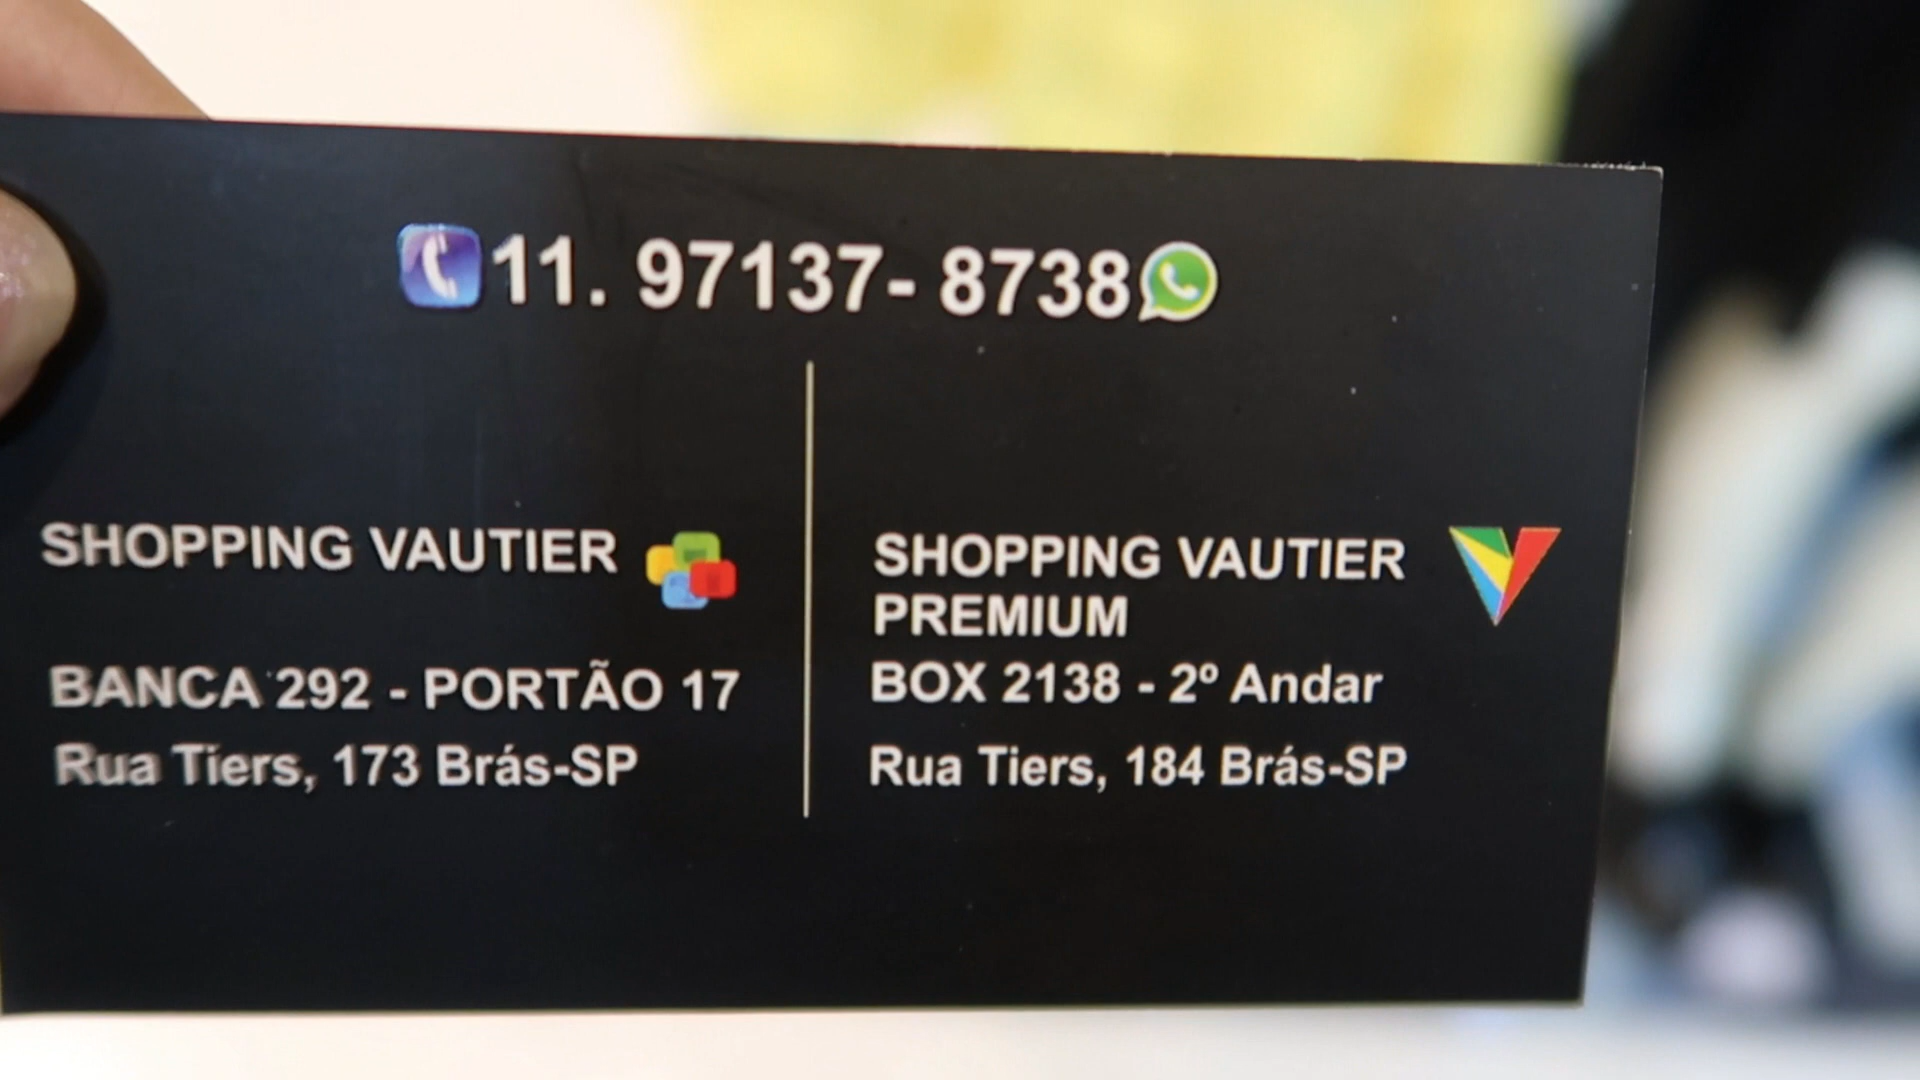 11. 97137- 8738
SHOPPING VAUTIER
BANCA 292 - PORTÃO 17
Rua Tiers, 173 Brás-SP
SHOPPING VAUTIER
PREMIUM
BOX 2138 - 2º Andar
Rua Tiers, 184 Brás-SP